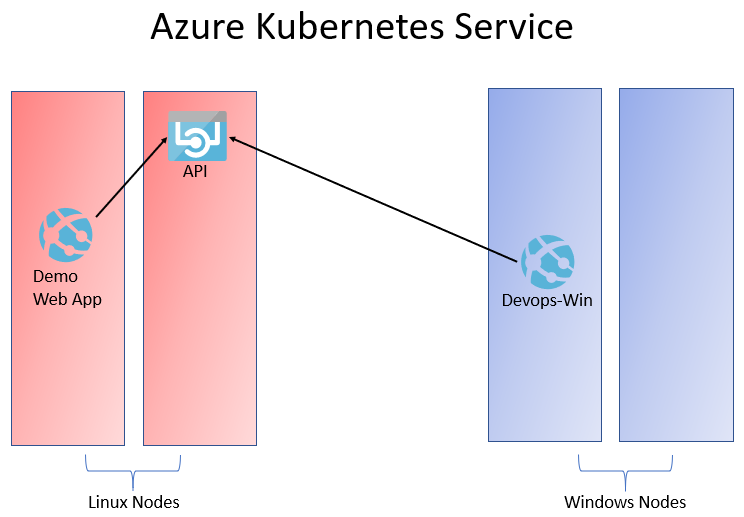 Azure Kubernetes Service
API
Demo
Web App
Devops-Win
Linux Nodes
Windows Nodes